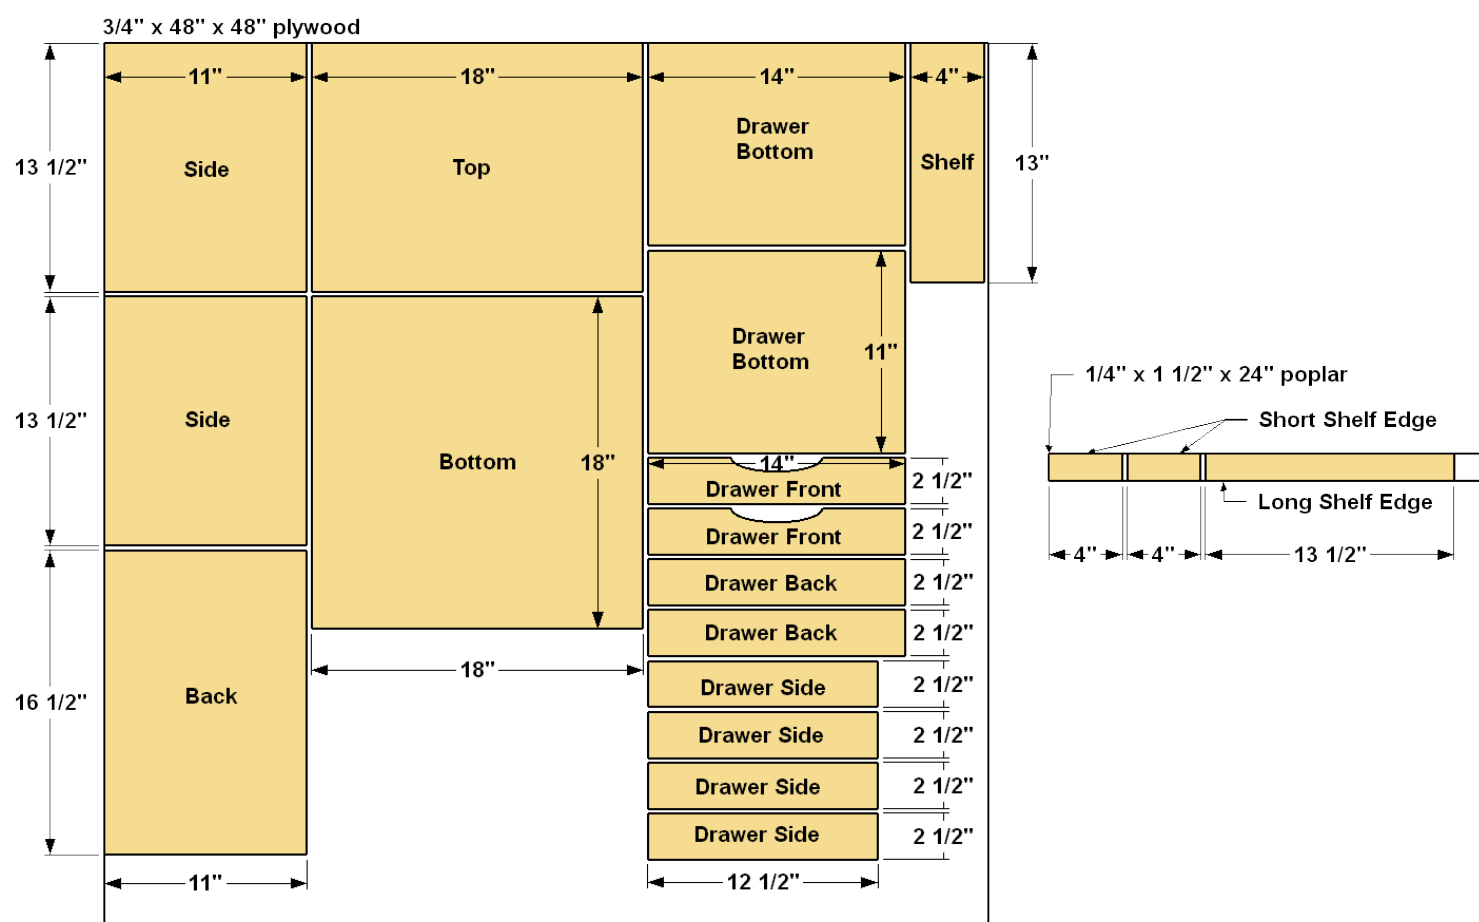 3/4" x 48" x 48" plywood
11"
18"
14"
4"
13 1/2"
Side
Top
Drawer
Bottom
Shelf
13"
13 1/2"
Side
Bottom
18"
Drawer
Bottom
11"
14"
Drawer Front
2 1/2"
Drawer Front
2 1/2"
Drawer Back
2 1/2"
Drawer Back
2 1/2"
18"
16 1/2"
Back
Drawer Side
2 1/2"
Drawer Side
2 1/2"
Drawer Side
2 1/2"
Drawer Side
2 1/2"
11"
12 1/2"
1/4" x 1 1/2" x 24" poplar
Short Shelf Edge
Long Shelf Edge
4"
4"
13 1/2"